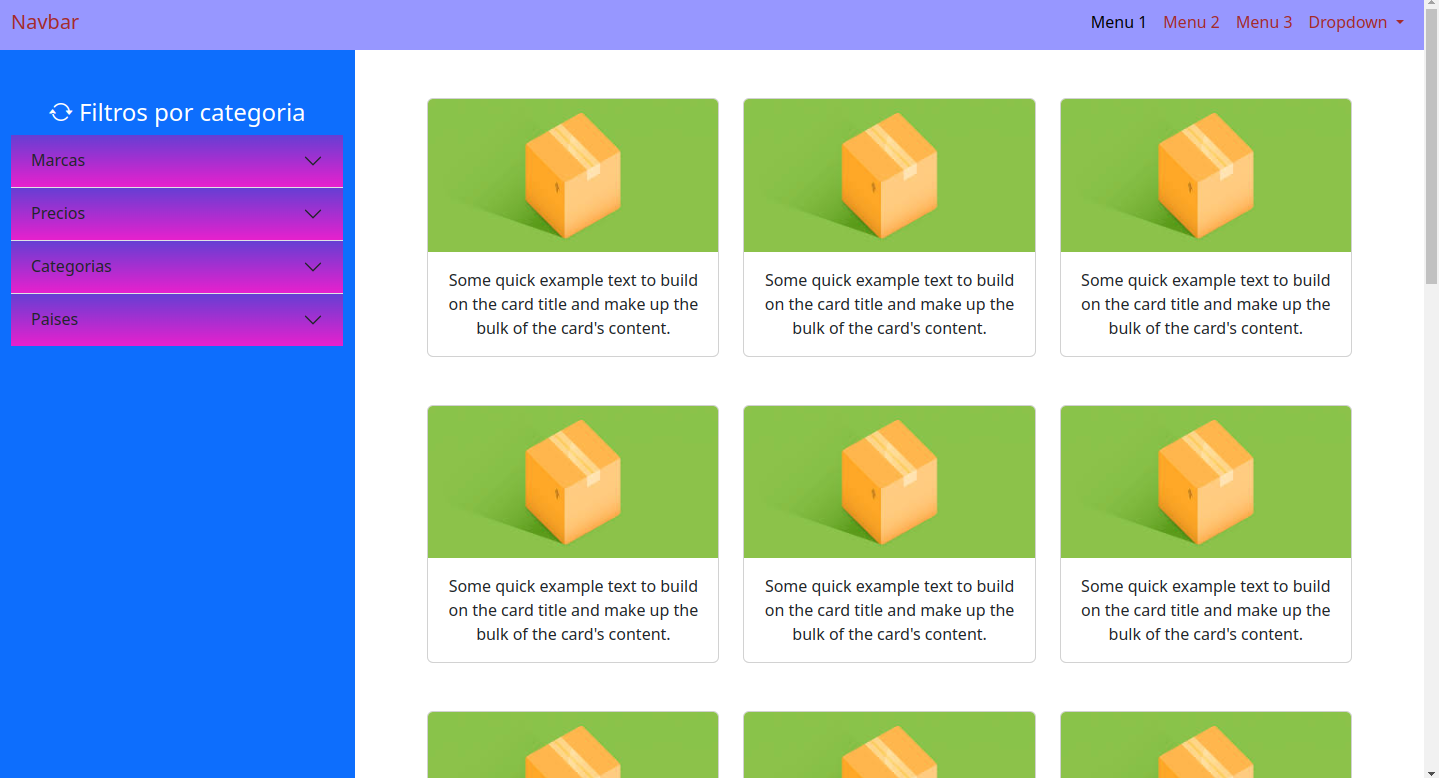 Navbar
Menu 1 Menu 2 Menu 3 Dropdown
Filtros por categoria
Marcas
Precios
Categorias
Paises
Some quick example text to build
on the card title and make up the
bulk of the card's content.
Some quick example text to build
on the card title and make up the
bulk of the card's content.
Some quick example text to build
on the card title and make up the
bulk of the card's content.
Some quick example text to build
on the card title and make up the
bulk of the card's content.
Some quick example text to build
on the card title and make up the
bulk of the card's content.
Some quick example text to build
on the card title and make up the
bulk of the card's content.